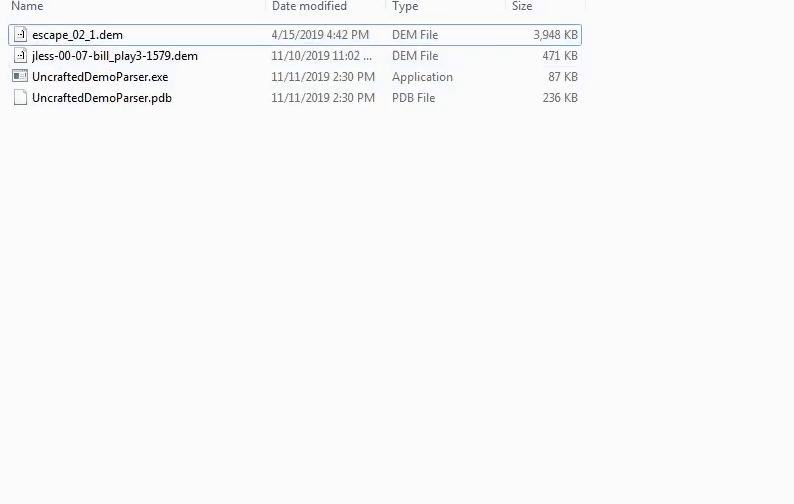 Name Date modified Type Size
escape_02_1.dem 4/15/2019 4:42 PM DEM File 3,948 KB
jless-00-07-bill_play3-1579.dem 11/10/2019 11:02 ... DEM File 471 KB
UncraftedDemoParser.exe 11/11/2019 2:30 PM Application 87 KB
UncraftedDemoParser.pdb 11/11/2019 2:30 PM PDB File 236 KB